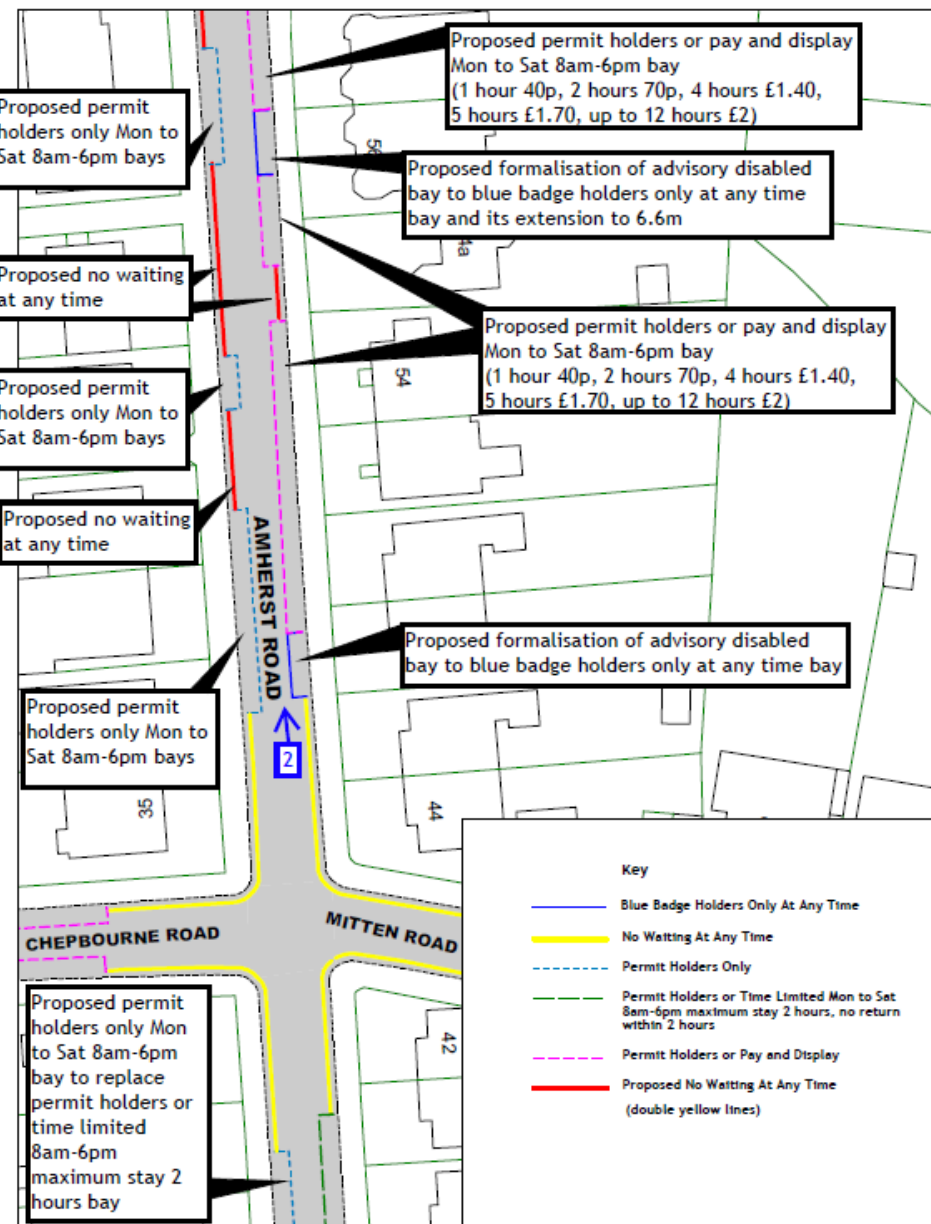 Proposed permit holders or pay and display
Mon to Sat 8am-6pm bay
(1 hour 40p, 2 hours 70p, 4 hours £1.40,
5 hours £1.70, up to 12 hours £2)
Proposed permit
holders only Mon to
Sat 8am-6pm bays
56
Proposed formalisation of advisory disabled
bay to blue badge holders only at any time
bay and its extension to 6.6m
4a
Proposed no waiting
at any time
Proposed permit holders or pay and display
Mon to Sat 8am-6pm bay
(1 hour 40p, 2 hours 70p, 4 hours £1.40,
5 hours £1.70, up to 12 hours £2)
54
Proposed permit
holders only Mon to
Sat 8am-6pm bays
Proposed no waiting
at any time
AMHERST ROAD
Proposed formalisation of advisory disabled
bay to blue badge holders only at any time bay
Proposed permit
holders only Mon to
Sat 8am-6pm bays
2
35
44
CHEPBOURNE ROAD
MITTEN ROAD
Proposed permit
holders only Mon
to Sat 8am-6pm
bay to replace
permit holders or
time limited
8am-6pm
maximum stay 2
hours bay
42
Key
Blue Badge Holders Only At Any Time
No Waiting At Any Time
Permit Holders Only
Permit Holders or Time Limited Mon to Sat
8am-6pm maximum stay 2 hours, no return
within 2 hours
Permit Holders or Pay and Display
Proposed No Waiting At Any Time
(double yellow lines)